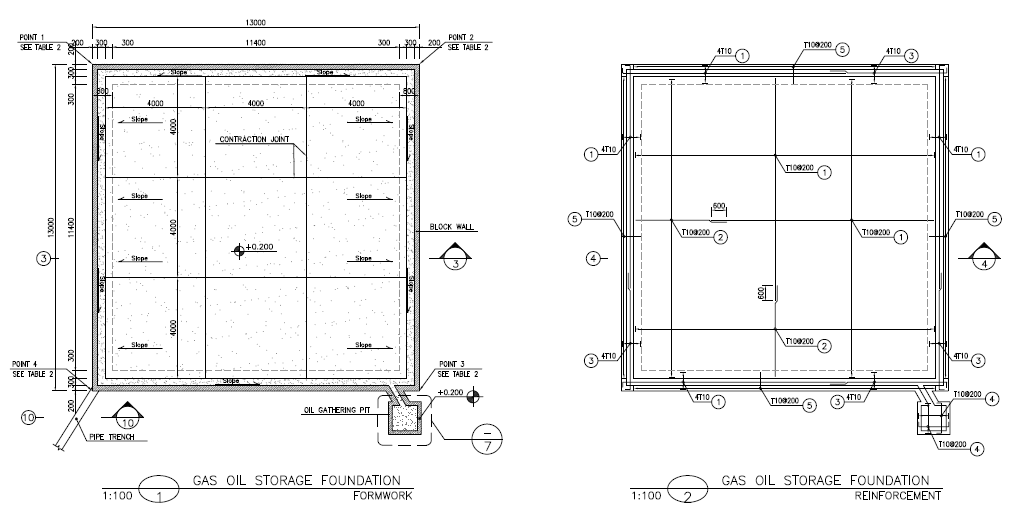 13000
200 300 300 11400 300 300 200
POINT 1
SEE TABLE 2
POINT 2
SEE TABLE 2
200
300
300
Slope Slope
600 600
4000 4000 4000
Slope Slope
Slope Slope
4000
CONTRACTION JOINT
Slope Slope
4000
13000
11400
BLOCK WALL
+0.200
3
3
Slope Slope
Slope Slope
4000
Slope Slope
300
300
200
Slope
POINT 4
SEE TABLE 2
POINT 3
SEE TABLE 2
+0.200
OIL GATHERING PIT
10
10
PIPE TRENCH
–
7
GAS OIL STORAGE FOUNDATION
1:100 1 FORMWORK
4T10 1
T10@200 5
4T10 3
1 4T10
4T10 1
T10@200 1
600
5 T10@200
T10@200 5
T10@200 2
T10@200 1
4
4
600
T10@200 2
3 4T10
4T10 3
4T10 1
T10@200 5
3 4T10
T10@200 4
T10@200 4
GAS OIL STORAGE FOUNDATION
1:100 2 REINFORCEMENT